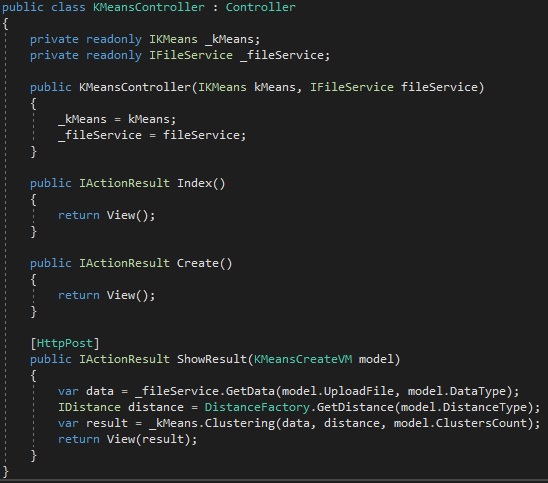 public class KMeansController : Controller
{
    private readonly IKMeans _kMeans;
    private readonly IFileService _fileService;

    public KMeansController(IKMeans kMeans, IFileService fileService)
    {
        _kMeans = kMeans;
        _fileService = fileService;
    }

    public IActionResult Index()
    {
        return View();
    }

    public IActionResult Create()
    {
        return View();
    }

    [HttpPost]
    public IActionResult ShowResult(KMeansCreateVM model)
    {
        var data = _fileService.GetData(model.UploadFile, model.DataType);
        IDistance distance = DistanceFactory.GetDistance(model.DistanceType);
        var result = _kMeans.Clustering(data, distance, model.ClustersCount);
        return View(result);
    }
}